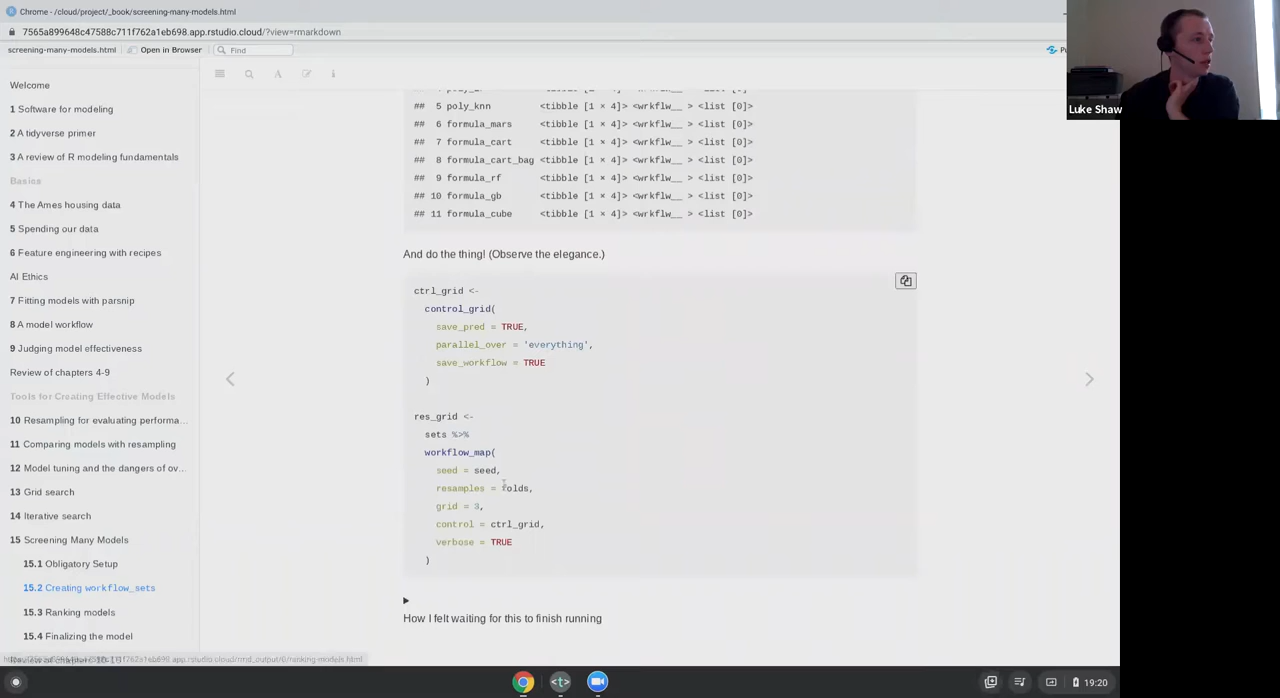 Chrome - /cloud/project/_book/screening-many-models.html
7565a899648c47588c711f762a1eb698.app.rstudio.cloud/?view=rmarkdown
screening-many-models.html Open in Browser Find
Luke Shaw
Welcome
1 Software for modeling
2 A tidyverse primer
3 A review of R modeling fundamentals
Basics
4 The Ames housing data
5 Spending our data
6 Feature engineering with recipes
AI Ethics
7 Fitting models with parsnip
8 A model workflow
9 Judging model effectiveness
Review of chapters 4-9
Tools for Creating Effective Models
10 Resampling for evaluating performa…
11 Comparing models with resampling
12 Model tuning and the dangers of ov…
13 Grid search
14 Iterative search
15 Screening Many Models
15.1 Obligatory Setup
15.2 Creating workflow_sets
15.3 Ranking models
15.4 Finalizing the model
## 5 poly_knn <tibble [1 × 4]> <wrkflw__ > <list [0]>
## 6 formula_mars <tibble [1 × 4]> <wrkflw__ > <list [0]>
## 7 formula_cart <tibble [1 × 4]> <wrkflw__ > <list [0]>
## 8 formula_cart_bag <tibble [1 × 4]> <wrkflw__ > <list [0]>
## 9 formula_rf <tibble [1 × 4]> <wrkflw__ > <list [0]>
## 10 formula_gb <tibble [1 × 4]> <wrkflw__ > <list [0]>
## 11 formula_cube <tibble [1 × 4]> <wrkflw__ > <list [0]>
And do the thing! (Observe the elegance.)
ctrl_grid <-
control_grid(
save_pred = TRUE,
parallel_over = 'everything',
save_workflow = TRUE
)
res_grid <-
sets %>%
workflow_map(
seed = seed,
resamples = folds,
grid = 3,
control = ctrl_grid,
verbose = TRUE
)
How I felt waiting for this to finish running
19:20